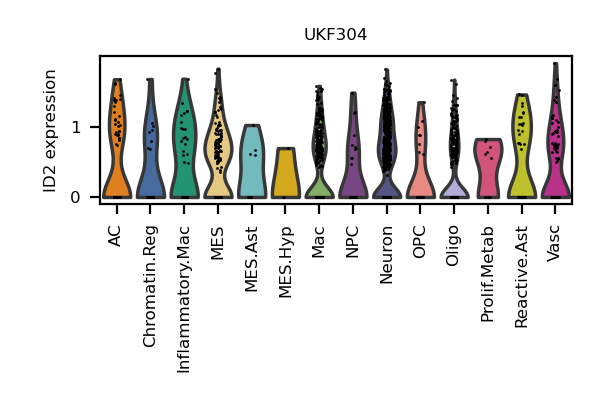 UKF304
ID2 expression
1
0
AC
Chromatin.Reg
Inflammatory.Mac
MES
MES.Ast
MES.Hyp
Mac
NPC
Neuron
OPC
Oligo
Prolif.Metab
Reactive.Ast
Vasc